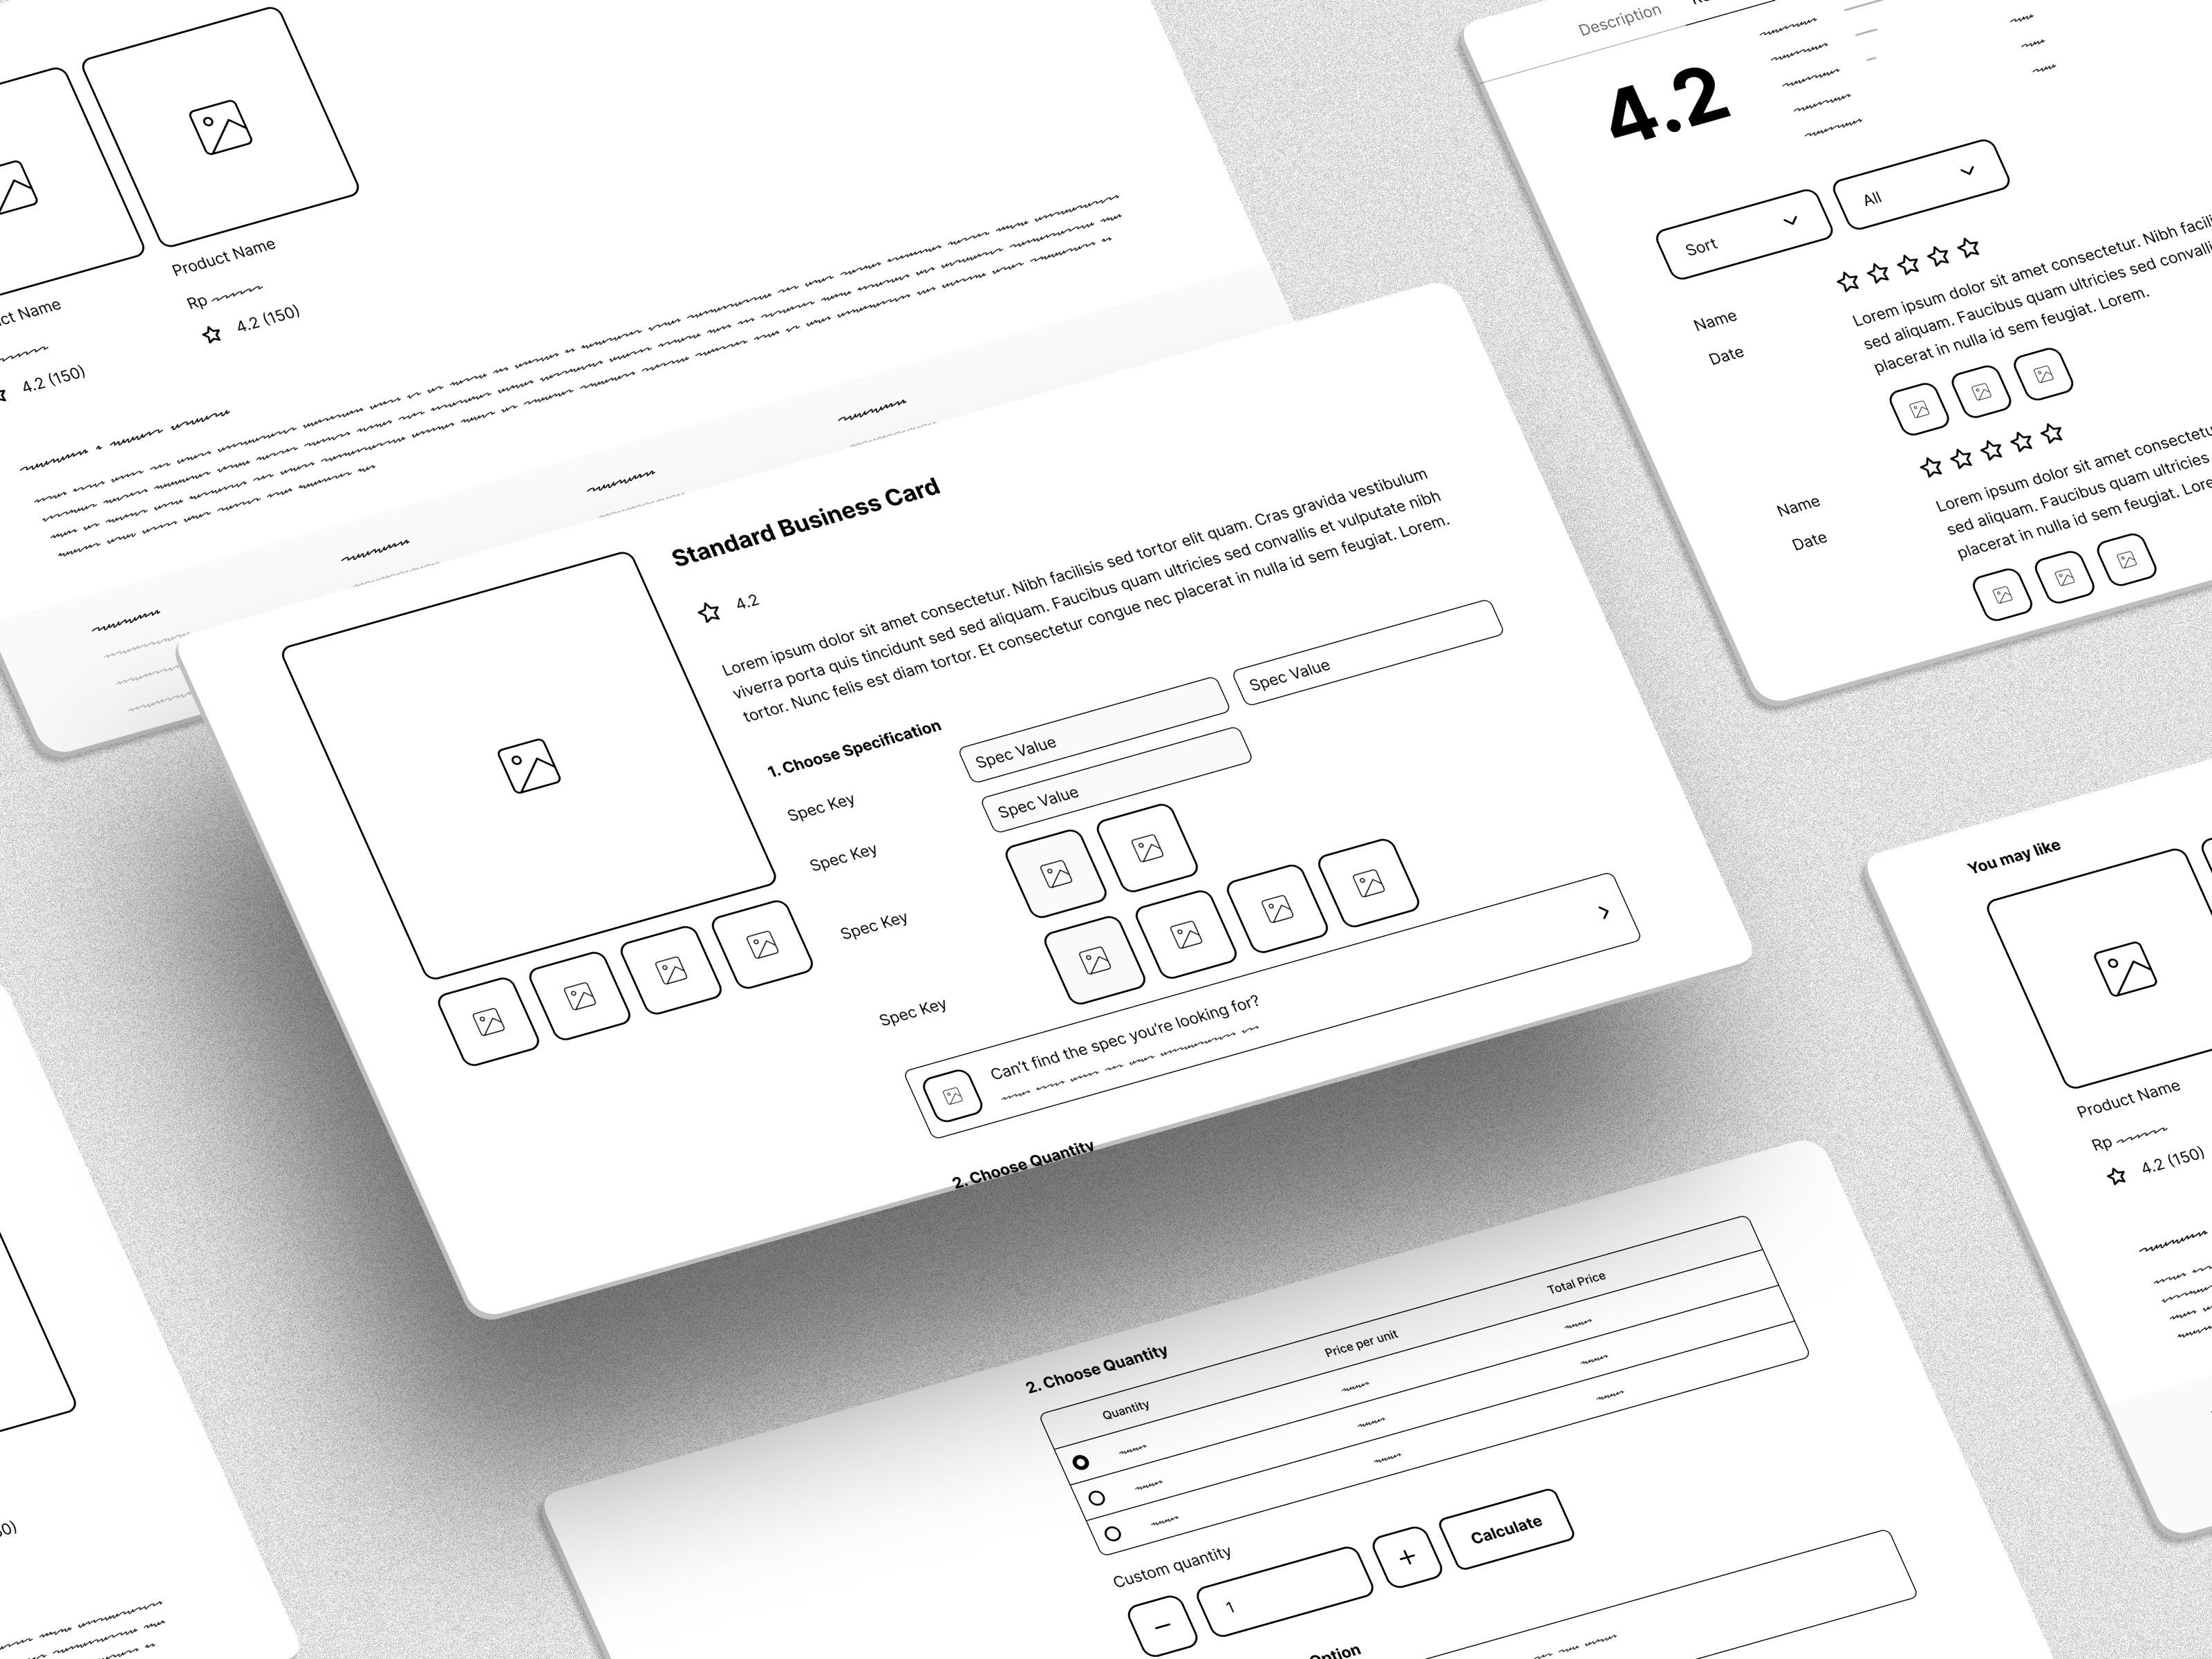 Product Name
Rp
4.2 (150)
ct Name
4.2 (150)
Description
4.2
Sort
All
Name
Date
Lorem ipsum dolor sit amet consectetur. Nibh facili
sed aliquam. Faucibus quam ultricies sed convalli
placerat in nulla id sem feugiat. Lorem.
Name
Date
Lorem ipsum dolor sit amet consectetu
sed aliquam. Faucibus quam ultricies
placerat in nulla id sem feugiat. Lore
Standard Business Card
4.2
Lorem ipsum dolor sit amet consectetur. Nibh facilisis sed tortor elit quam. Cras gravida vestibulum
viverra porta quis tincidunt sed sed aliquam. Faucibus quam ultricies sed convallis et vulputate nibh
tortor. Nunc felis est diam tortor. Et consectetur congue nec placerat in nulla id sem feugiat. Lorem.
1. Choose Specification
Spec Key
Spec Value
Spec Value
Spec Key
Spec Value
Spec Key
Spec Key
Can't find the spec you're looking for?
2. Choose Quantity
You may like
Product Name
Rp
4.2 (150)
2. Choose Quantity
Quantity
Price per unit
Total Price
Custom quantity
1
Calculate
Option
0)